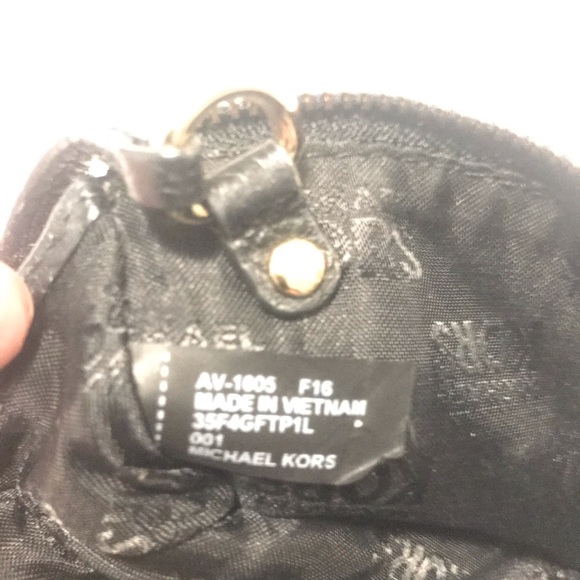 AV-1605 F16
MADE IN VIETNAM
35F4GFTP1L
001
MICHAEL KORS